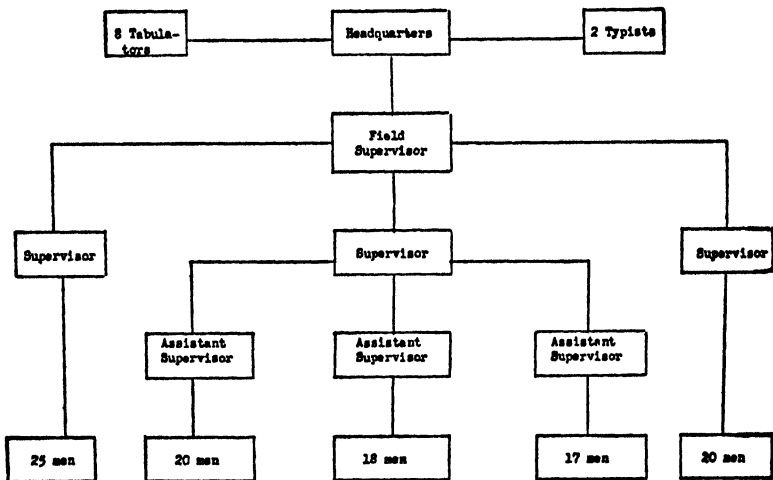 8 Tabula-
tors
Headquarters
2 Typists
Field
Supervisor
Supervisor
Supervisor
Supervisor
Assistant
Supervisor
Assistant
Supervisor
Assistant
Supervisor
25 men
20 men
18 men
17 men
20 men